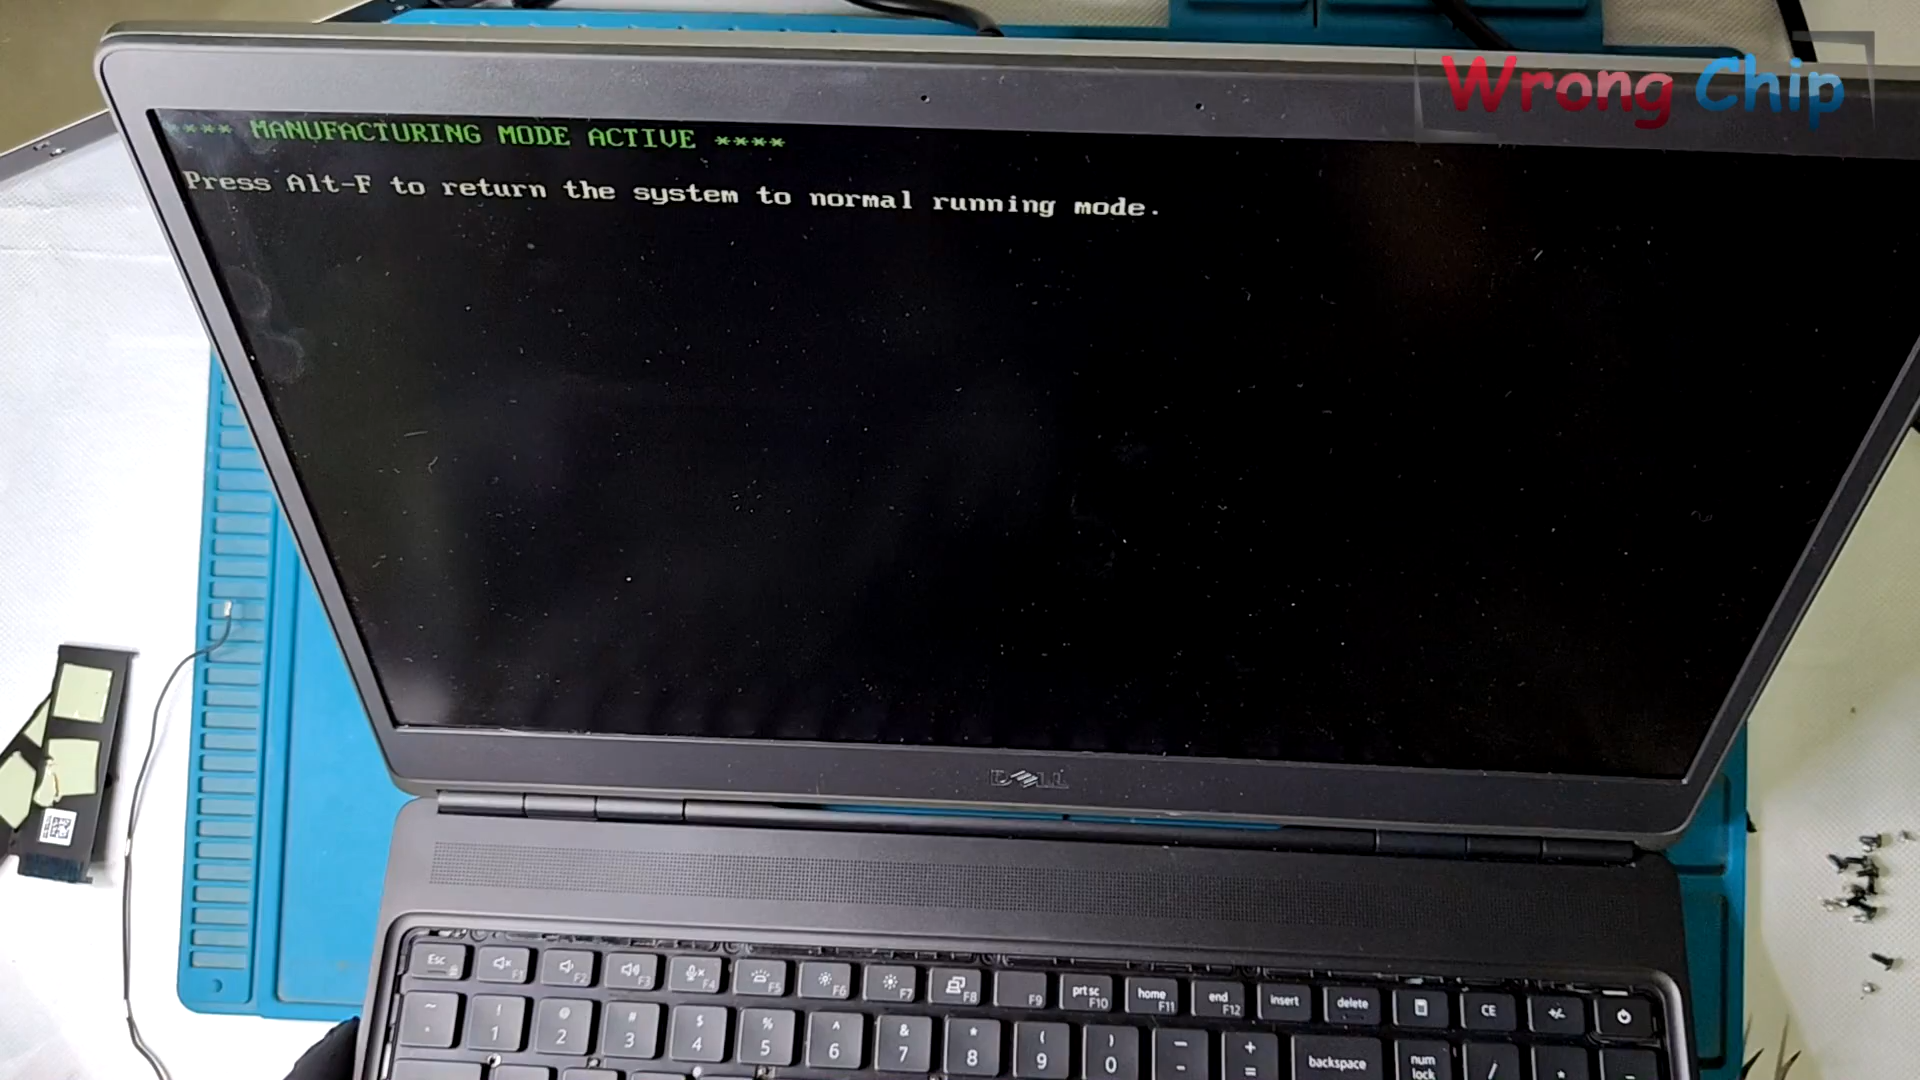 Wrong Chip
**** MANUFACTURING MODE ACTIVE ****
Press Alt-F to return the system to normal running mode.
DELL
Esc F1 F2 F3 F4 F5 F6 F7 F8 F9 prt sc F10 home F11 end F12 insert delete CE +/-
~ ` ! 1 @ 2 # 3 $ 4 % 5 ^ 6 & 7 * 8 ( 9 ) 0 - + = backspace num lock / * -